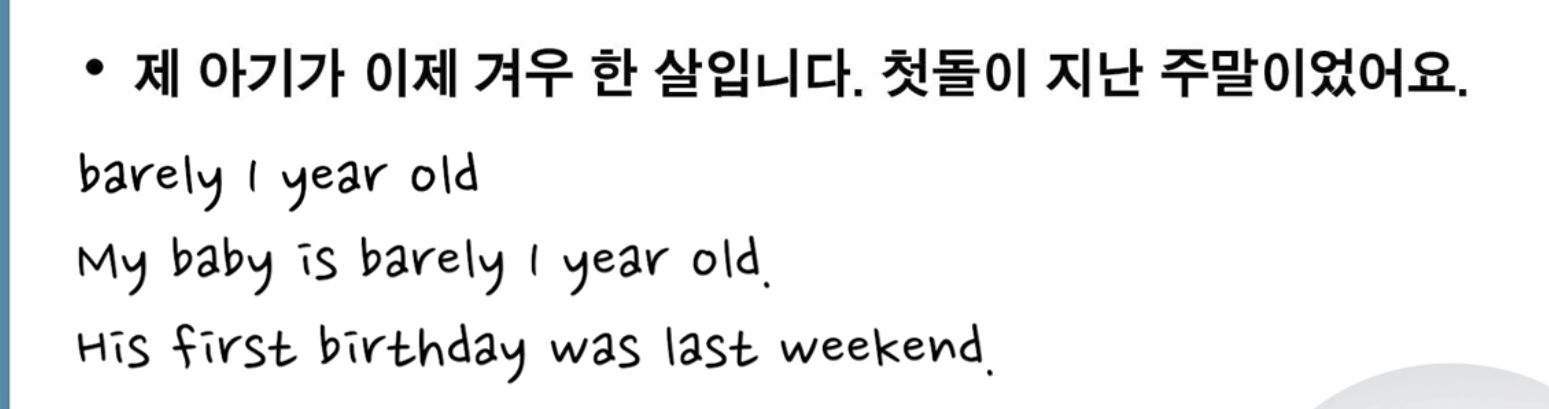 • 제 아기가 이제 겨우 한 살입니다. 첫돌이 지난 주말이었어요.
barely 1 year old
My baby is barely 1 year old.
His first birthday was last weekend.